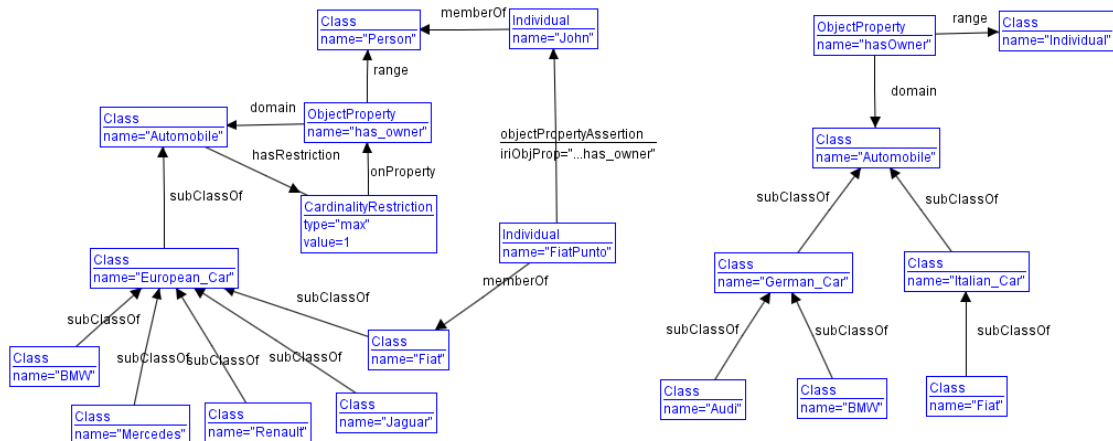 memberOf
Class
name="Person"
Individual
name="John"
range
domain
Class
name="Automobile"
ObjectProperty
name="has_owner"
hasRestriction
onProperty
objectPropertyAssertion
iriObjProp="...has_owner"
subClassOf
CardinalityRestriction
type="max"
value=1
Individual
name="FiatPunto"
Class
name="European_Car"
memberOf
subClassOf
subClassOf
subClassOf
subClassOf
subClassOf
Class
name="BMW"
Class
name="Fiat"
Class
name="Mercedes"
Class
name="Renault"
Class
name="Jaguar"
ObjectProperty
name="hasOwner"
range
Class
name="Individual"
domain
Class
name="Automobile"
subClassOf
subClassOf
Class
name="German_Car"
Class
name="Italian_Car"
subClassOf
subClassOf
subClassOf
Class
name="Audi"
Class
name="BMW"
Class
name="Fiat"